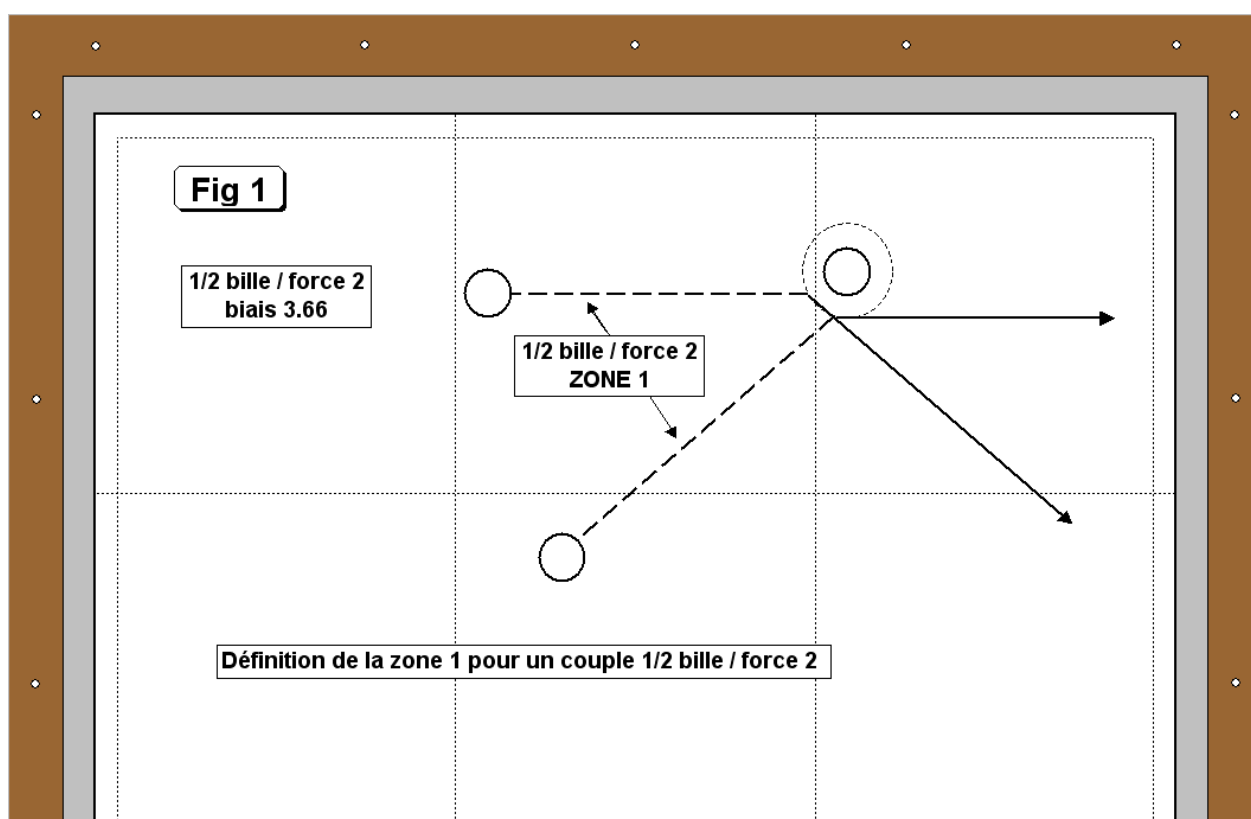 Fig 1
1/2 bille / force 2
biais 3.66
1/2 bille / force 2
ZONE 1
Définition de la zone 1 pour un couple 1/2 bille / force 2